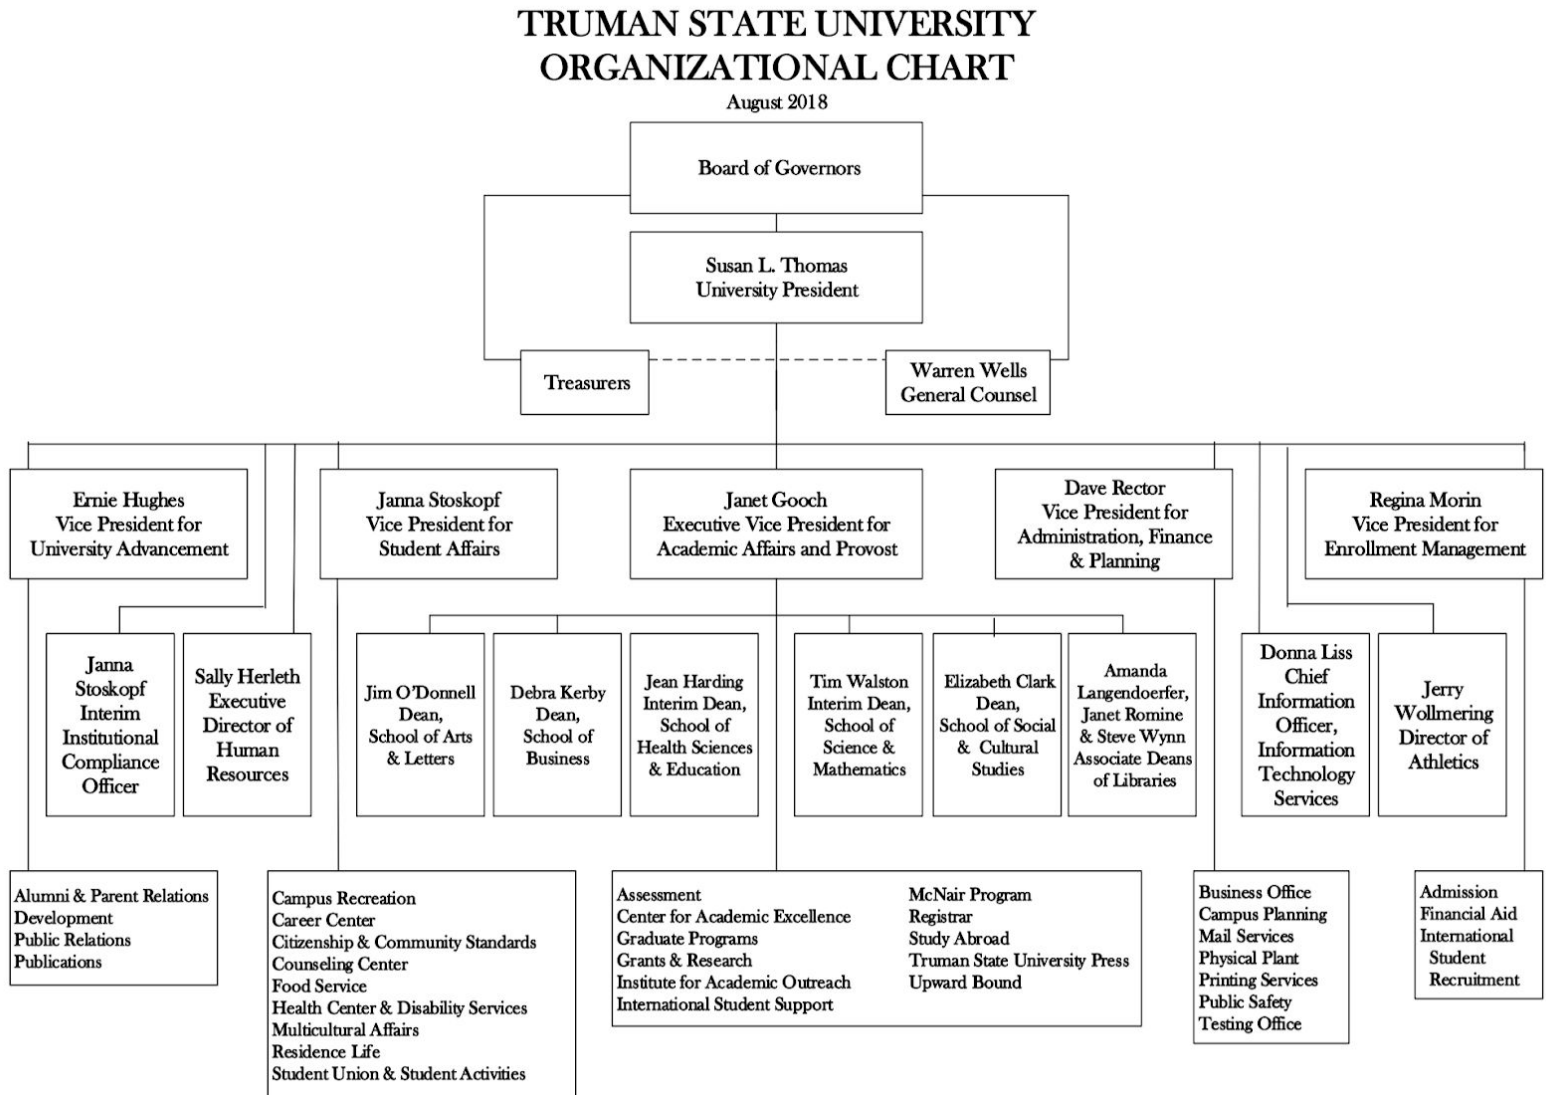 TRUMAN STATE UNIVERSITY
ORGANIZATIONAL CHART
August 2018
Board of Governors
Susan L. Thomas
University President
Treasurers
Warren Wells
General Counsel
Ernie Hughes
Vice President for
University Advancement
Janna Stoskopf
Vice President for
Student Affairs
Janet Gooch
Executive Vice President for
Academic Affairs and Provost
Dave Rector
Vice President for
Administration, Finance
& Planning
Regina Morin
Vice President for
Enrollment Management
Janna
Stoskopf
Interim
Institutional
Compliance
Officer
Sally Herleth
Executive
Director of
Human
Resources
Jim O'Donnell
Dean,
School of Arts
& Letters
Debra Kerby
Dean,
School of
Business
Jean Harding
Interim Dean,
School of
Health Sciences
& Education
Tim Walston
Interim Dean,
School of
Science &
Mathematics
Elizabeth Clark
Dean,
School of Social
& Cultural
Studies
Amanda
Langendoerfer,
Janet Romine
& Steve Wynn
Associate Deans
of Libraries
Donna Liss
Chief
Information
Officer,
Information
Technology
Services
Jerry
Wollmering
Director of
Athletics
Alumni & Parent Relations
Development
Public Relations
Publications
Campus Recreation
Career Center
Citizenship & Community Standards
Counseling Center
Food Service
Health Center & Disability Services
Multicultural Affairs
Residence Life
Student Union & Student Activities
Assessment
Center for Academic Excellence
Graduate Programs
Grants & Research
Institute for Academic Outreach
International Student Support
McNair Program
Registrar
Study Abroad
Truman State University Press
Upward Bound
Business Office
Campus Planning
Mail Services
Physical Plant
Printing Services
Public Safety
Testing Office
Admission
Financial Aid
International
Student
Recruitment